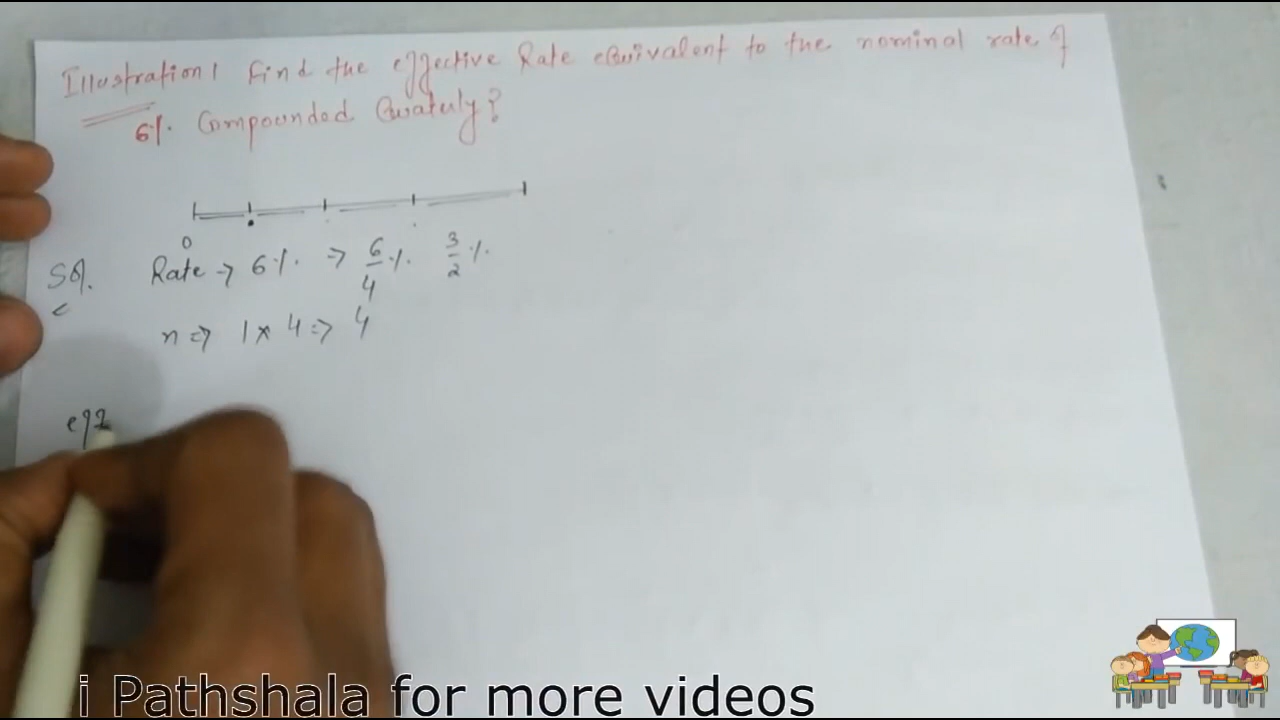 Illustration 1 Find the effective Rate equivalent to the nominal rate of
6%. Compounded Quaterly?
0
Sol. Rate → 6%. ⇒ 6/4 %. 3/2 %.
n ⇒ 1 × 4 ⇒ 4
i Pathshala for more videos